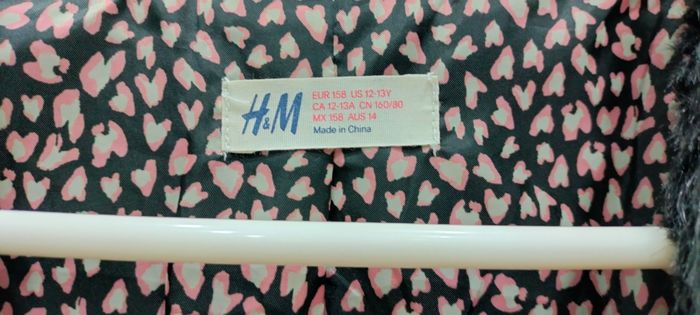 H&M
EUR 158 US 12-13Y
CA 12-13A CN 160/80
MX 158 AUS 14
Made in China